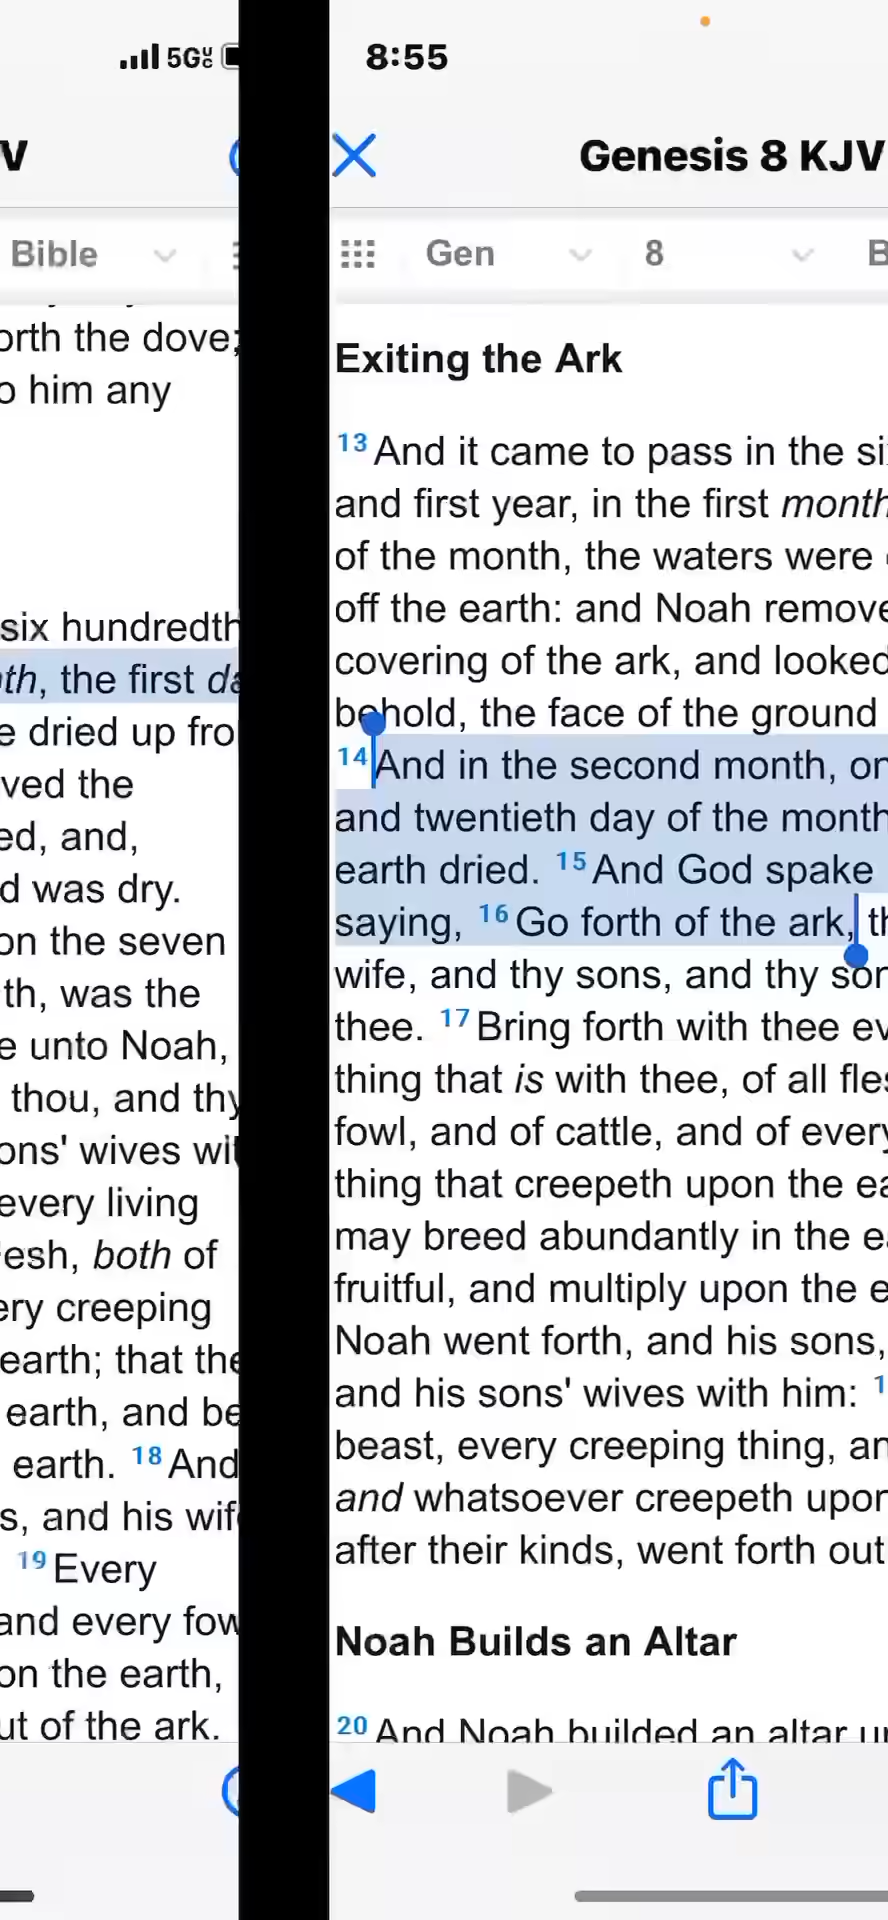 5G
V
Bible
orth the dove;
o him any
six hundredth
th, the first da
e dried up fro
ved the
ed, and,
d was dry.
on the seven
th, was the
e unto Noah,
thou, and thy
ons' wives wit
every living
esh, both of
ery creeping
earth; that the
earth, and be
earth. 18 And
s, and his wif
19 Every
and every fow
on the earth,
ut of the ark.
8:55
Genesis 8 KJV
Gen 8 B
Exiting the Ark
13 And it came to pass in the si
and first year, in the first month
of the month, the waters were
off the earth: and Noah remove
covering of the ark, and looked
behold, the face of the ground
14 And in the second month, on
and twentieth day of the month
earth dried. 15 And God spake
saying, 16 Go forth of the ark, th
wife, and thy sons, and thy son
thee. 17 Bring forth with thee ev
thing that is with thee, of all fles
fowl, and of cattle, and of every
thing that creepeth upon the ea
may breed abundantly in the ea
fruitful, and multiply upon the e
Noah went forth, and his sons,
and his sons' wives with him: 1
beast, every creeping thing, an
and whatsoever creepeth upon
after their kinds, went forth out
Noah Builds an Altar
20 And Noah builded an altar un